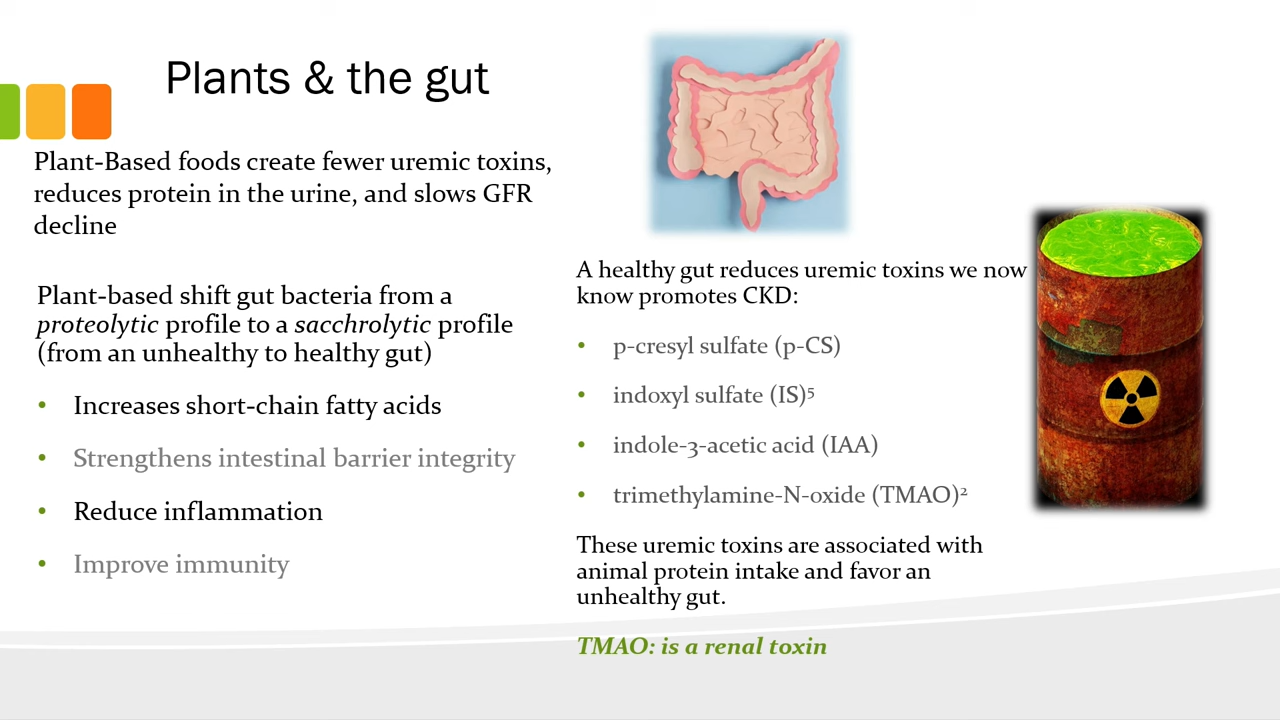 Plants & the gut
Plant-Based foods create fewer uremic toxins,
reduces protein in the urine, and slows GFR
decline
Plant-based shift gut bacteria from a
proteolytic profile to a sacchrolytic profile
(from an unhealthy to healthy gut)
• Increases short-chain fatty acids
• Strengthens intestinal barrier integrity
• Reduce inflammation
• Improve immunity
A healthy gut reduces uremic toxins we now
know promotes CKD:
• p-cresyl sulfate (p-CS)
• indoxyl sulfate (IS)⁵
• indole-3-acetic acid (IAA)
• trimethylamine-N-oxide (TMAO)²
These uremic toxins are associated with
animal protein intake and favor an
unhealthy gut.
TMAO: is a renal toxin